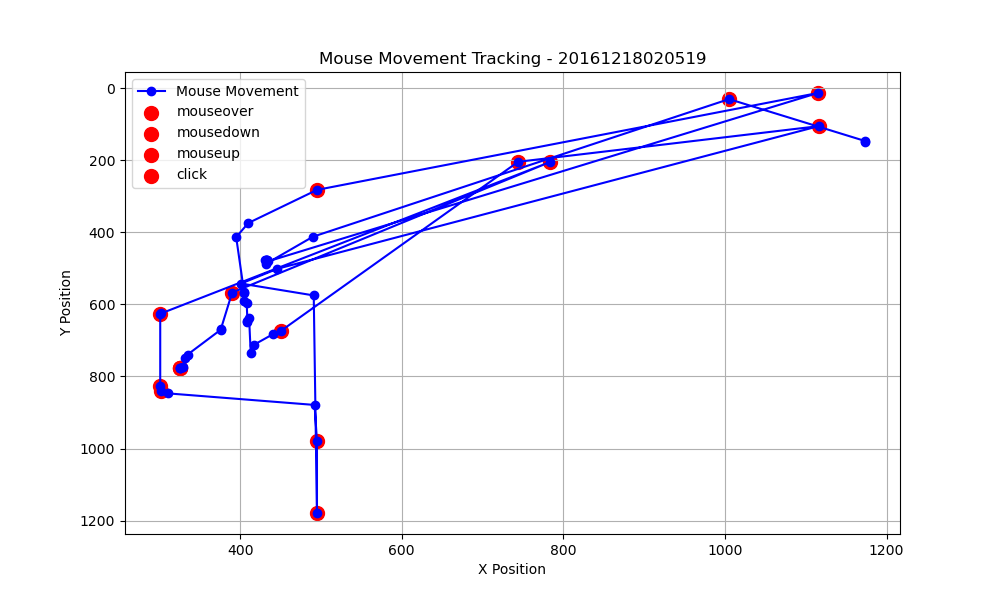 Mouse Movement Tracking - 20161218020519
Mouse Movement
mouseover
mousedown
mouseup
click
Y Position
0
200
400
600
800
1000
1200
400
600
800
1000
1200
X Position